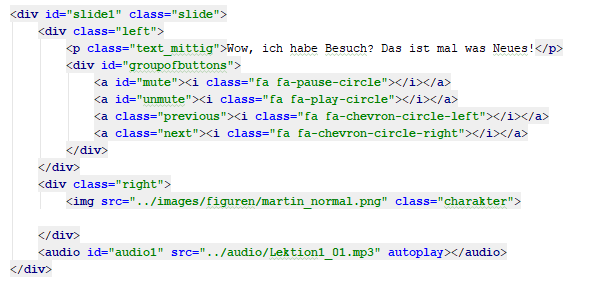 <div id="slide1" class="slide">
<div class="left">
<p class="text_mittig">Wow, ich habe Besuch? Das ist mal was Neues!</p>
<div id="groupofbuttons">
<a id="mute"><i class="fa fa-pause-circle"></i></a>
<a id="unmute"><i class="fa fa-play-circle"></i></a>
<a class="previous"><i class="fa fa-chevron-circle-left"></i></a>
<a class="next"><i class="fa fa-chevron-circle-right"></i></a>
</div>
</div>
<div class="right">
<img src="../images/figuren/martin_normal.png" class="charakter">
</div>
<audio id="audio1" src="../audio/Lektion1_01.mp3" autoplay></audio>
</div>